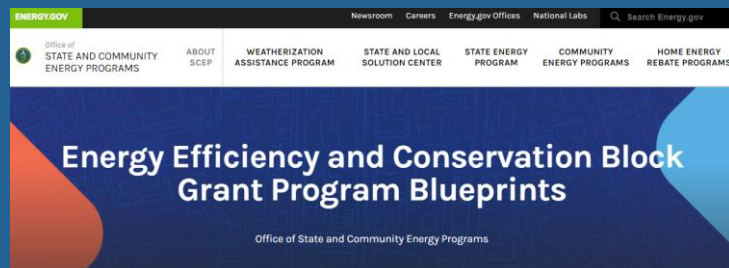 ENERGY.GOV
Newsroom Careers Energy.gov Offices National Labs Search Energy.gov
Office of
STATE AND COMMUNITY
ENERGY PROGRAMS
ABOUT
SCEP
WEATHERIZATION
ASSISTANCE PROGRAM
STATE AND LOCAL
SOLUTION CENTER
STATE ENERGY
PROGRAM
COMMUNITY
ENERGY PROGRAMS
HOME ENERGY
REBATE PROGRAMS
Energy Efficiency and Conservation Block
Grant Program Blueprints
Office of State and Community Energy Programs